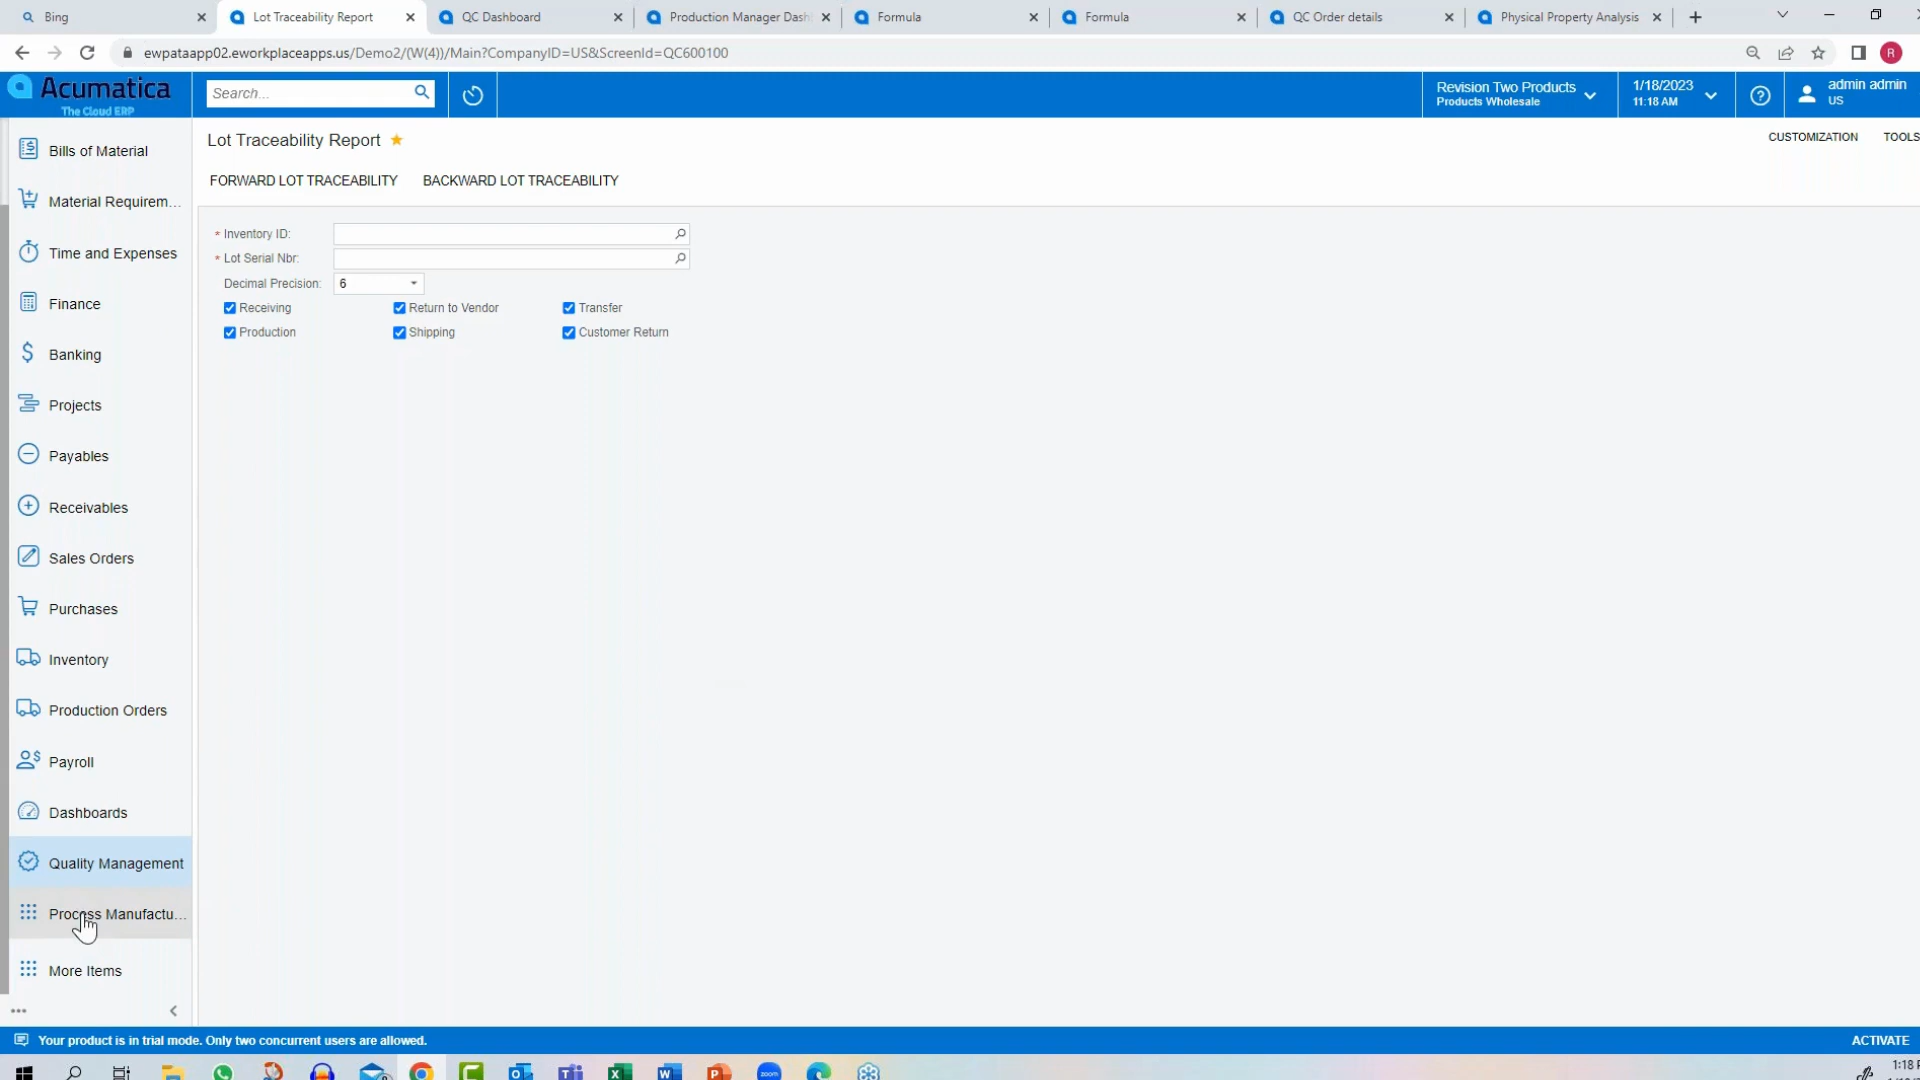 Bing
Lot Traceability Report
QC Dashboard
Production Manager Dash
Formula
Formula
QC Order details
Physical Property Analysis
ewpataapp02.eworkplaceapps.us/Demo2/(W(4))/Main?CompanyID=US&ScreenId=QC600100
R
Acumatica
The Cloud ERP
Search...
Revision Two Products
Products Wholesale
1/18/2023
11:18 AM
admin admin
US
Lot Traceability Report
CUSTOMIZATION
TOOLS
FORWARD LOT TRACEABILITY
BACKWARD LOT TRACEABILITY
* Inventory ID:
* Lot Serial Nbr:
Decimal Precision: 6
Receiving
Return to Vendor
Transfer
Production
Shipping
Customer Return
Bills of Material
Material Requirem...
Time and Expenses
Finance
Banking
Projects
Payables
Receivables
Sales Orders
Purchases
Inventory
Production Orders
Payroll
Dashboards
Quality Management
Process Manufactu...
More Items
Your product is in trial mode. Only two concurrent users are allowed.
ACTIVATE
zoom
1:18 P